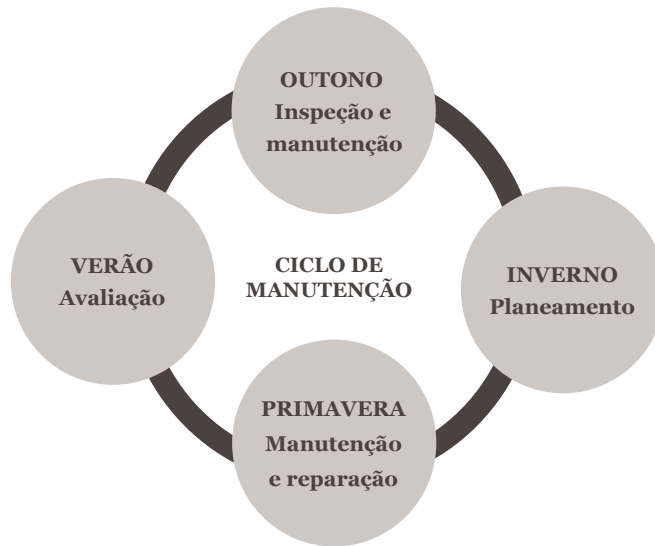 OUTONO
Inspeção e
manutenção
VERÃO
Avaliação
CICLO DE
MANUTENÇÃO
INVERNO
Planeamento
PRIMAVERA
Manutenção
e reparação